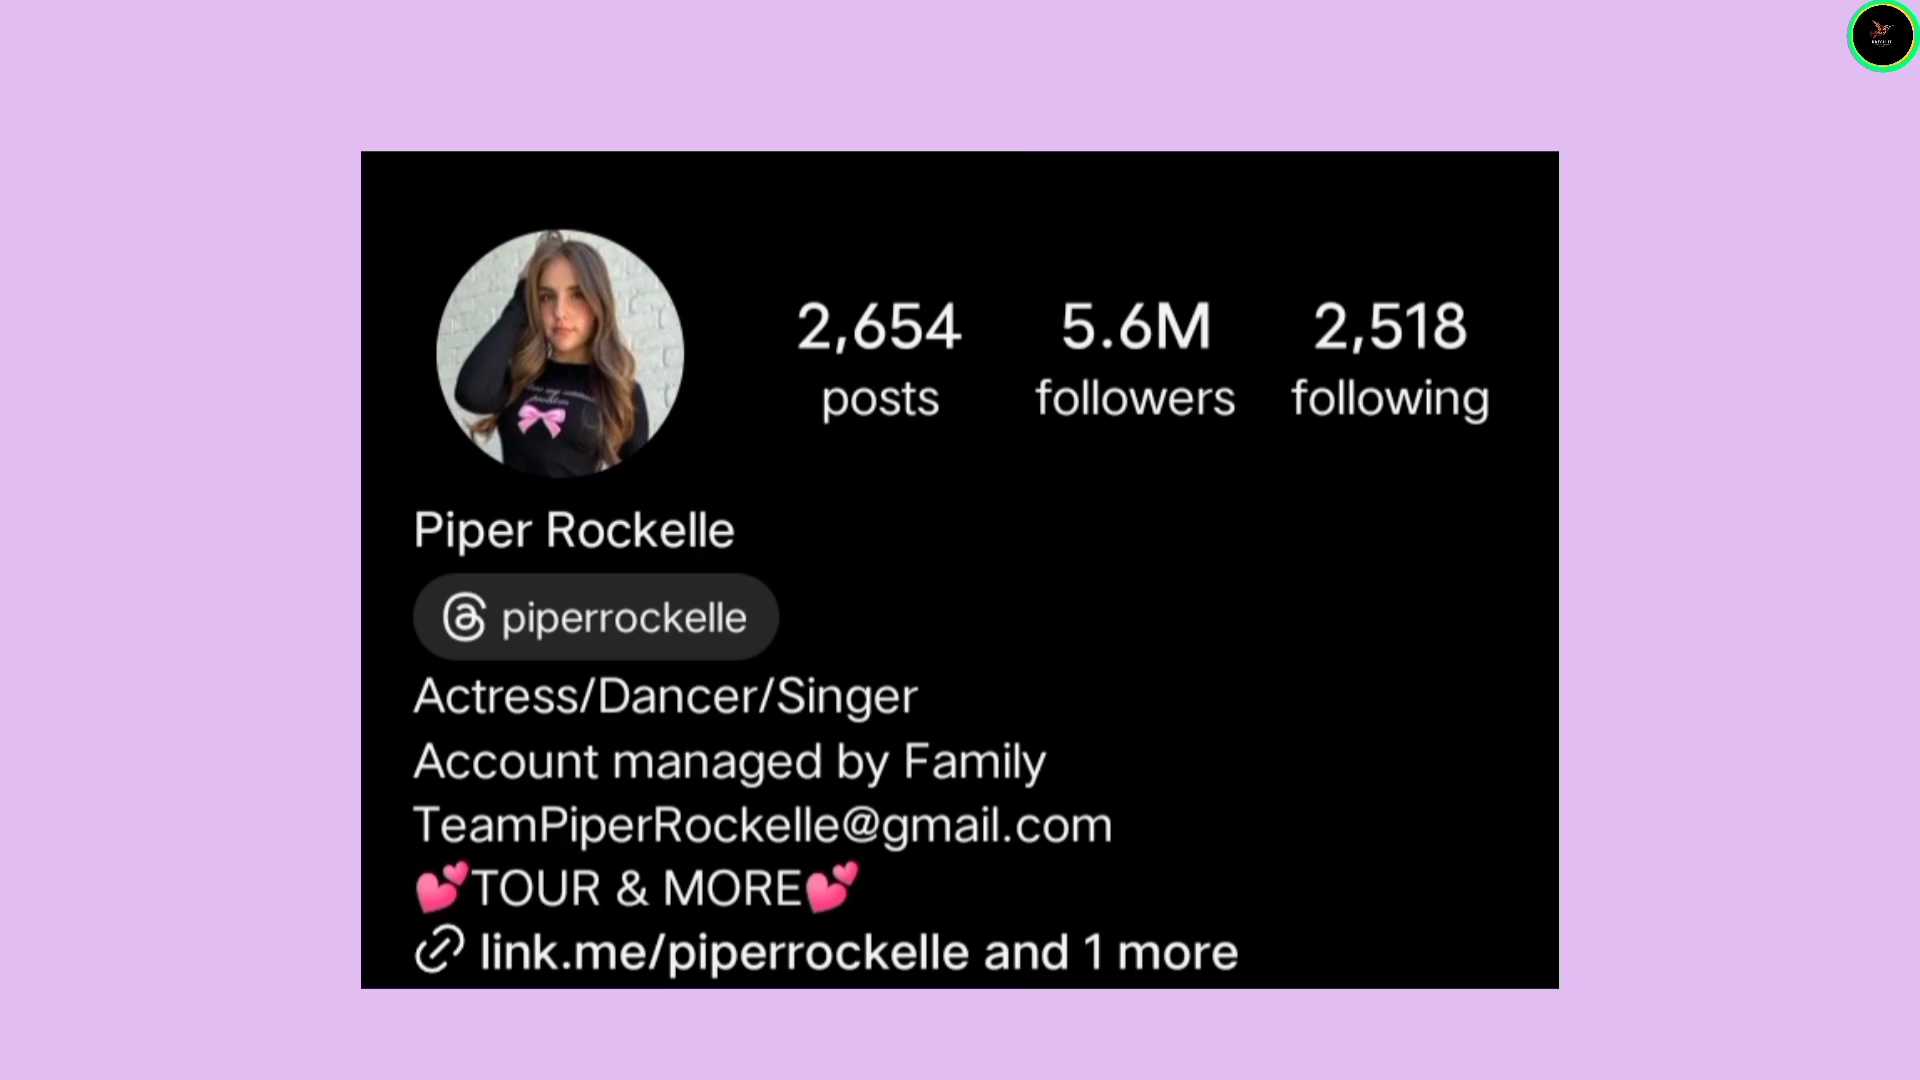 2,654 5.6M 2,518
posts followers following
Piper Rockelle
piperrockelle
Actress/Dancer/Singer
Account managed by Family
TeamPiperRockelle@gmail.com
💕TOUR & MORE💕
link.me/piperrockelle and 1 more